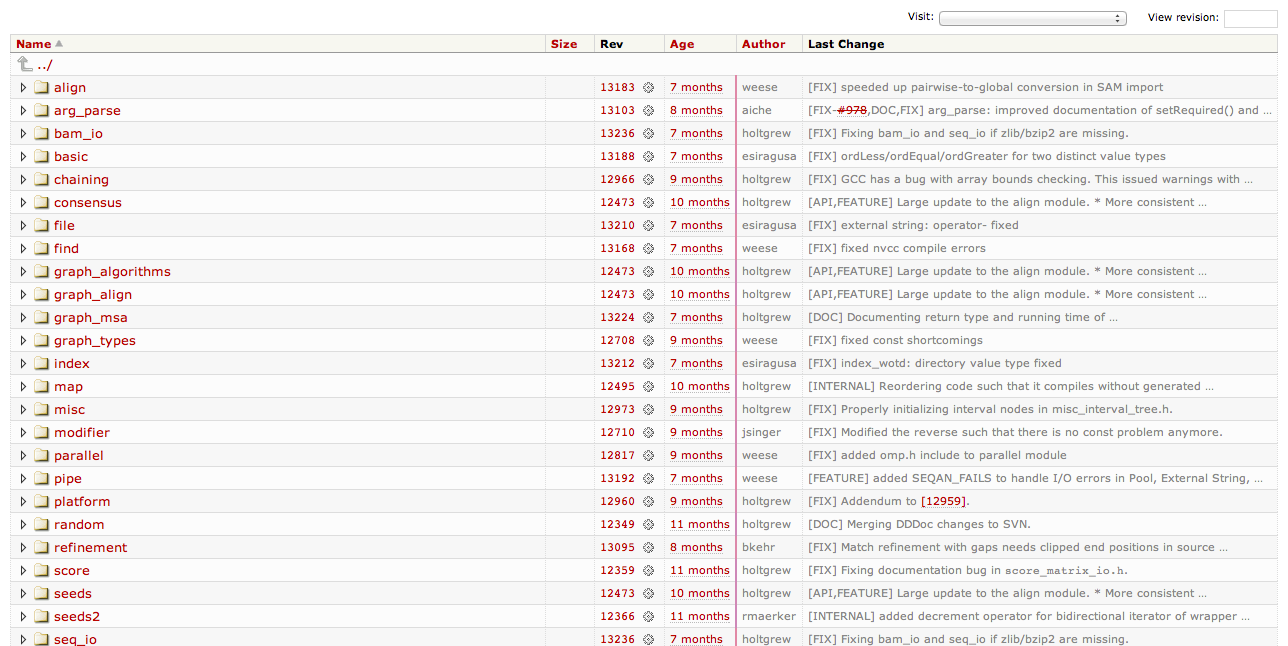 Visit: View revision:
Name Size Rev Age Author Last Change
../
align 13183 7 months weese [FIX] speeded up pairwise-to-global conversion in SAM import
arg_parse 13103 8 months aiche [FIX-#978,DOC,FIX] arg_parse: improved documentation of setRequired() and ...
bam_io 13236 7 months holtgrew [FIX] Fixing bam_io and seq_io if zlib/bzip2 are missing.
basic 13188 7 months esiragusa [FIX] ordLess/ordEqual/ordGreater for two distinct value types
chaining 12966 9 months holtgrew [FIX] GCC has a bug with array bounds checking. This issued warnings with ...
consensus 12473 10 months holtgrew [API,FEATURE] Large update to the align module. * More consistent ...
file 13210 7 months esiragusa [FIX] external string: operator- fixed
find 13168 7 months weese [FIX] fixed nvcc compile errors
graph_algorithms 12473 10 months holtgrew [API,FEATURE] Large update to the align module. * More consistent ...
graph_align 12473 10 months holtgrew [API,FEATURE] Large update to the align module. * More consistent ...
graph_msa 13224 7 months holtgrew [DOC] Documenting return type and running time of ...
graph_types 12708 9 months weese [FIX] fixed const shortcomings
index 13212 7 months esiragusa [FIX] index_wotd: directory value type fixed
map 12495 10 months holtgrew [INTERNAL] Reordering code such that it compiles without generated ...
misc 12973 9 months holtgrew [FIX] Properly initializing interval nodes in misc_interval_tree.h.
modifier 12710 9 months jsinger [FIX] Modified the reverse such that there is no const problem anymore.
parallel 12817 9 months weese [FIX] added omp.h include to parallel module
pipe 13192 7 months weese [FEATURE] added SEQAN_FAILS to handle I/O errors in Pool, External String, ...
platform 12960 9 months holtgrew [FIX] Addendum to [12959].
random 12349 11 months holtgrew [DOC] Merging DDDoc changes to SVN.
refinement 13095 8 months bkehr [FIX] Match refinement with gaps needs clipped end positions in source ...
score 12359 11 months holtgrew [FIX] Fixing documentation bug in score_matrix_io.h.
seeds 12473 10 months holtgrew [API,FEATURE] Large update to the align module. * More consistent ...
seeds2 12366 11 months rmaerker [INTERNAL] added decrement operator for bidirectional iterator of wrapper ...
seq_io 13236 7 months holtgrew [FIX] Fixing bam_io and seq_io if zlib/bzip2 are missing.